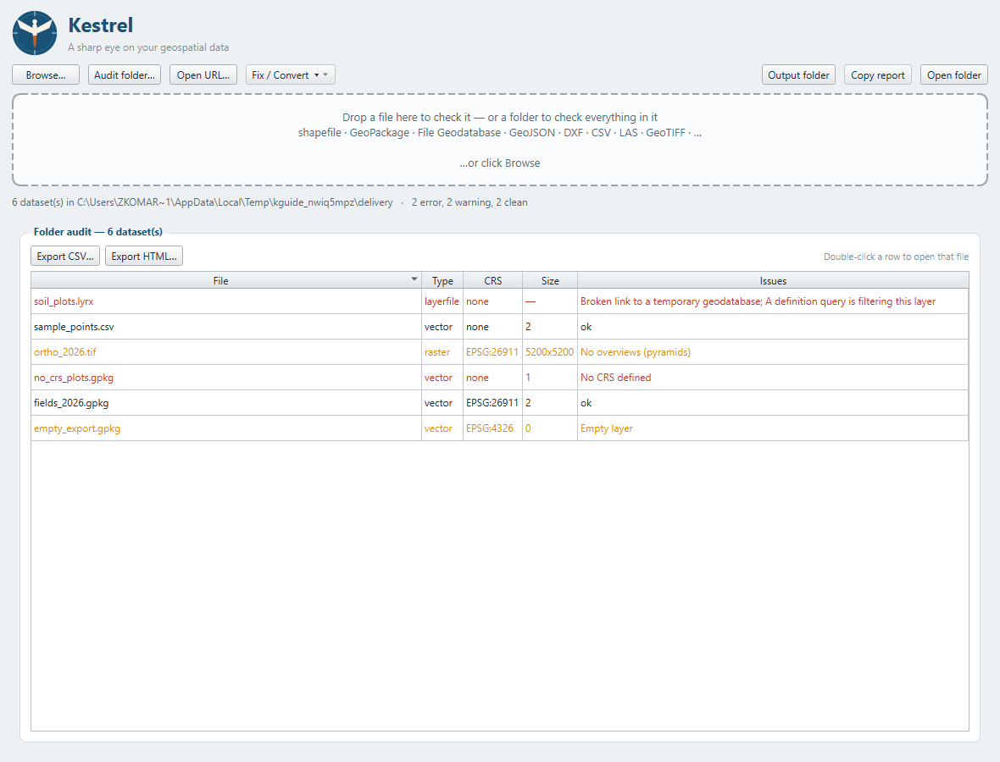 Kestrel
A sharp eye on your geospatial data
Browse... Audit folder... Open URL... Fix / Convert Output folder Copy report Open folder
Drop a file here to check it — or a folder to check everything in it
shapefile · GeoPackage · File Geodatabase · GeoJSON · DXF · CSV · LAS · GeoTIFF · ...
...or click Browse
6 dataset(s) in C:\Users\ZKOMAR~1\AppData\Local\Temp\kguide_nwiq5mpz\delivery · 2 error, 2 warning, 2 clean
Folder audit — 6 dataset(s)
Export CSV... Export HTML... Double-click a row to open that file
File Type CRS Size Issues
soil_plots.lyrx layerfile none — Broken link to a temporary geodatabase; A definition query is filtering this layer
sample_points.csv vector none 2 ok
ortho_2026.tif raster EPSG:26911 5200x5200 No overviews (pyramids)
no_crs_plots.gpkg vector none 1 No CRS defined
fields_2026.gpkg vector EPSG:26911 2 ok
empty_export.gpkg vector EPSG:4326 0 Empty layer